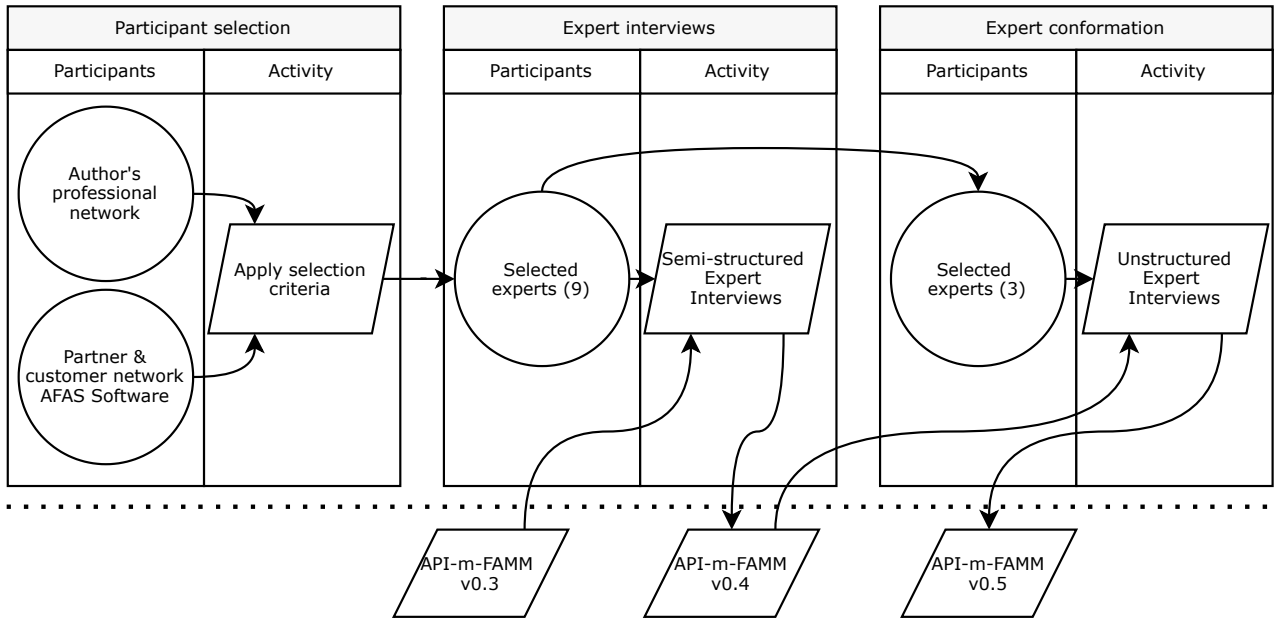 Participant selection
Participants
Activity
Author's
professional
network
Partner &
customer network
AFAS Software
Apply selection
criteria
Expert interviews
Participants
Activity
Selected
experts (9)
Semi-structured
Expert
Interviews
Expert conformation
Participants
Activity
Selected
experts (3)
Unstructured
Expert
Interviews
API-m-FAMM
v0.3
API-m-FAMM
v0.4
API-m-FAMM
v0.5